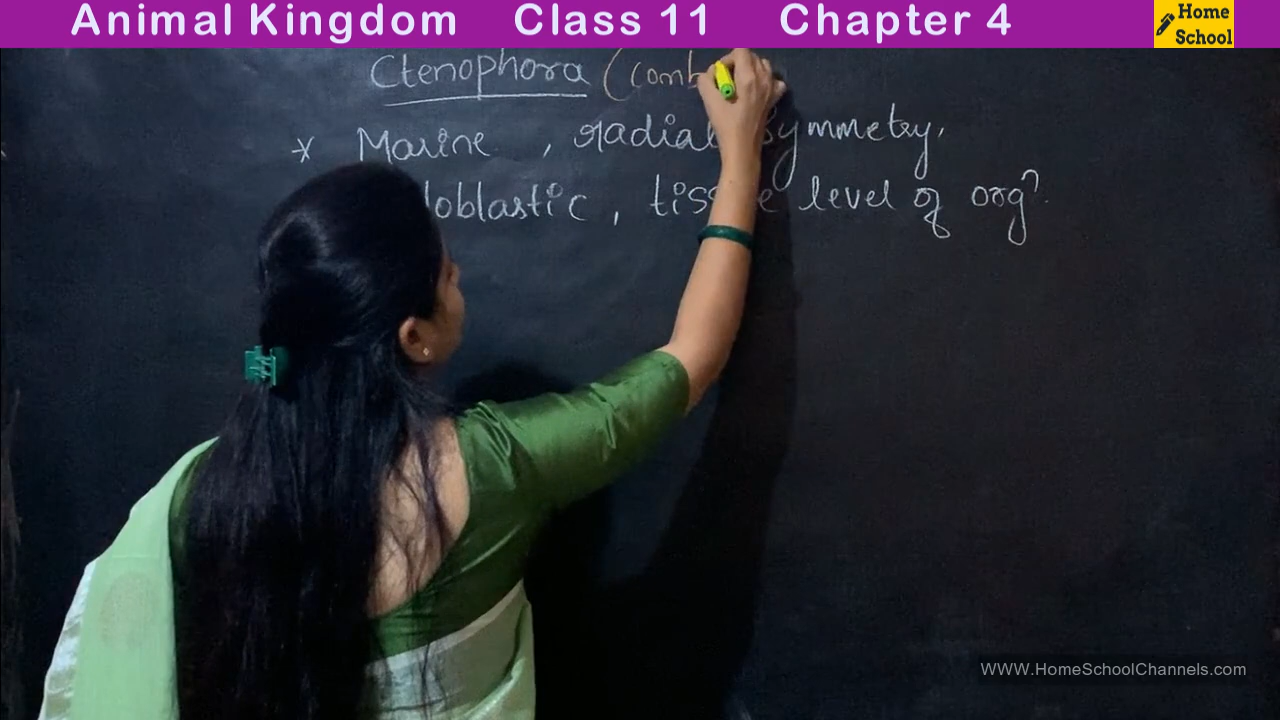 Animal Kingdom Class 11 Chapter 4
Home School
Ctenophora (comb
* Marine , radial symmetry,
loblastic , tissue level of orgn.
WWW.HomeSchoolChannels.com